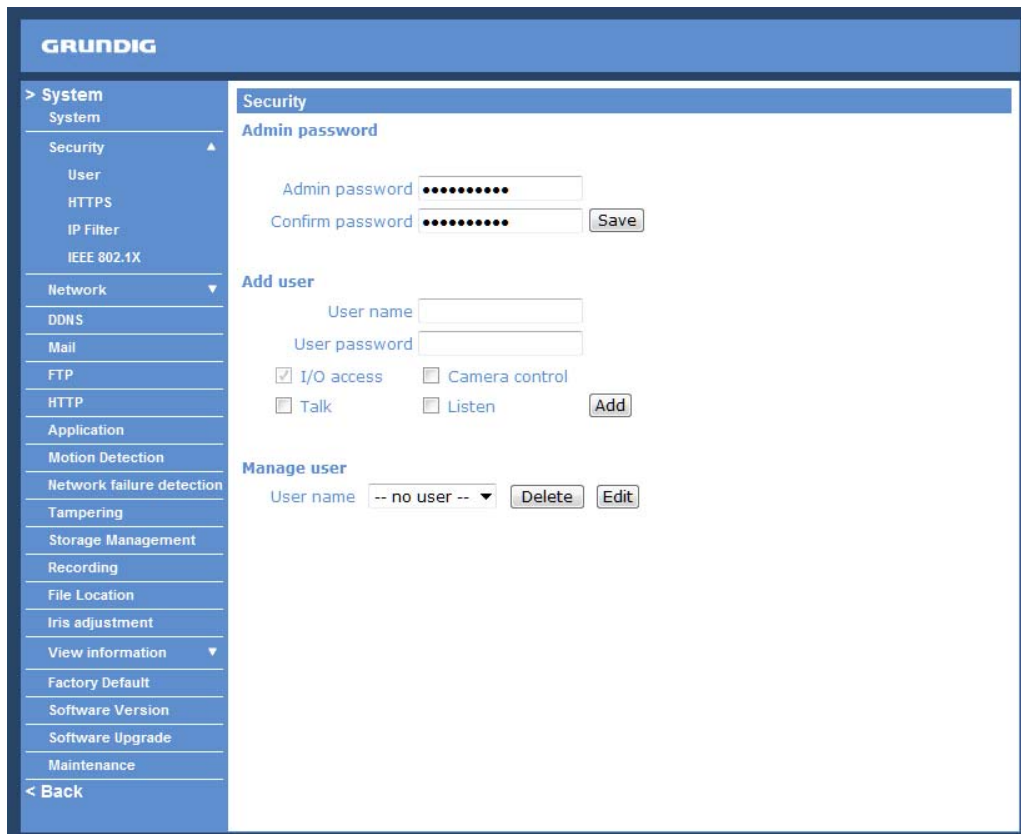 GRUNDIG
> System
System
Security ▲
User
HTTPS
IP Filter
IEEE 802.1X
Network ▼
DDNS
Mail
FTP
HTTP
Application
Motion Detection
Network failure detection
Tampering
Storage Management
Recording
File Location
Iris adjustment
View information ▼
Factory Default
Software Version
Software Upgrade
Maintenance
< Back
Security
Admin password
Admin password ••••••••••
Confirm password •••••••••• Save
Add user
User name
User password
I/O access Camera control
Talk Listen Add
Manage user
User name -- no user -- ▼ Delete Edit